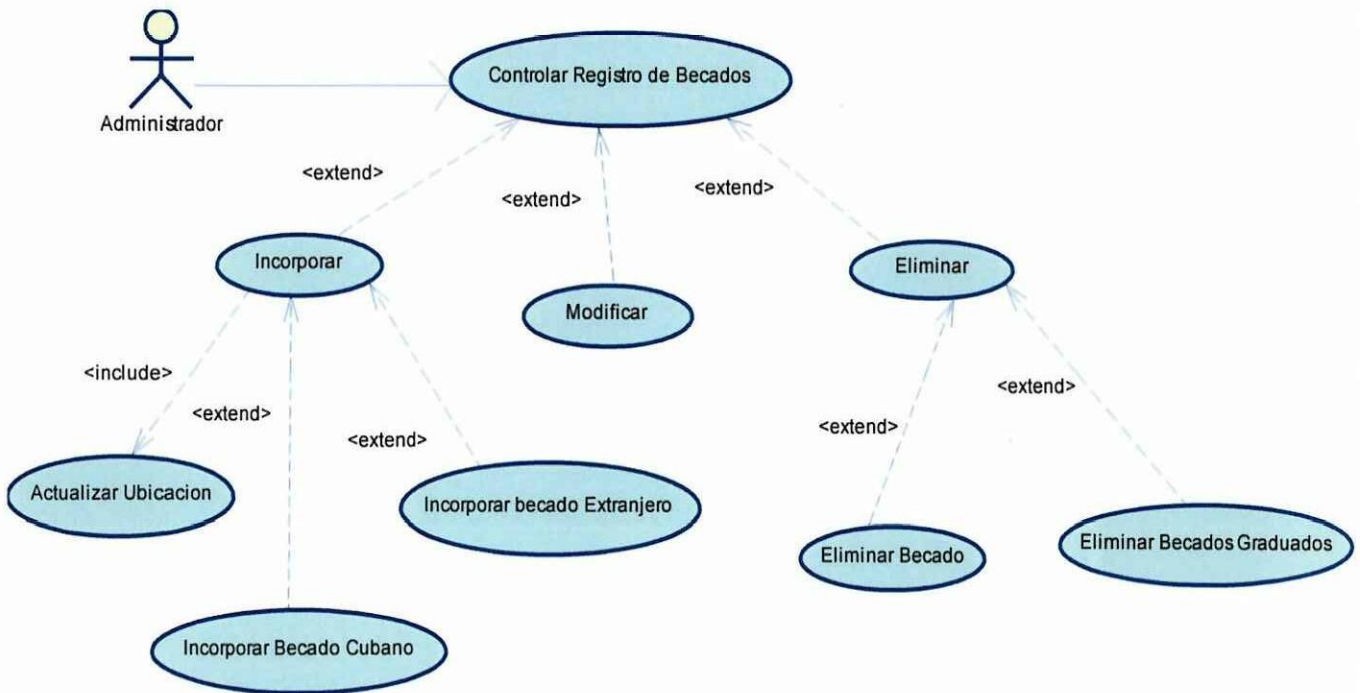 Controlar Registro de Becados
Administrador
<extend>
<extend>
<extend>
Incorporar
Modificar
Eliminar
<include>
<extend>
<extend>
<extend>
<extend>
Actualizar Ubicacion
Incorporar becado Extranjero
Eliminar Becado
Eliminar Becados Graduados
Incorporar Becado Cubano